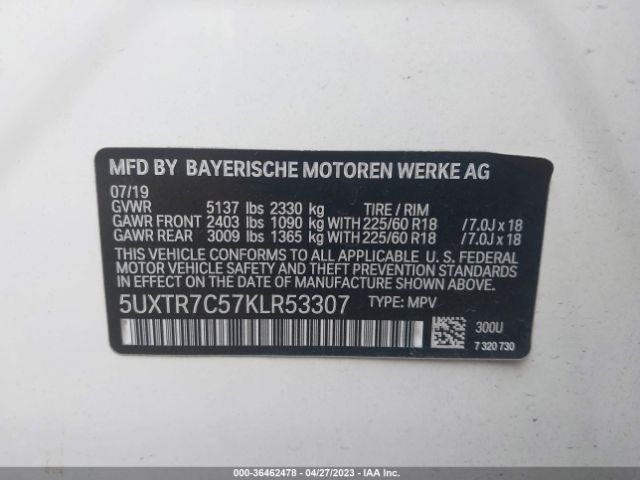 MFD BY BAYERISCHE MOTOREN WERKE AG
07/19
GVWR 5137 lbs 2330 kg TIRE / RIM
GAWR FRONT 2403 lbs 1090 kg WITH 225/60 R18 / 7.0J x 18
GAWR REAR 3009 lbs 1365 kg WITH 225/60 R18 / 7.0J x 18
THIS VEHICLE CONFORMS TO ALL APPLICABLE U. S. FEDERAL
MOTOR VEHICLE SAFETY AND THEFT PREVENTION STANDARDS
IN EFFECT ON THE DATE OF MANUFACTURE SHOWN ABOVE.
5UXTR7C57KLR53307 TYPE: MPV
300U
7 320 730
000-36462478 - 04/27/2023 - IAA Inc.